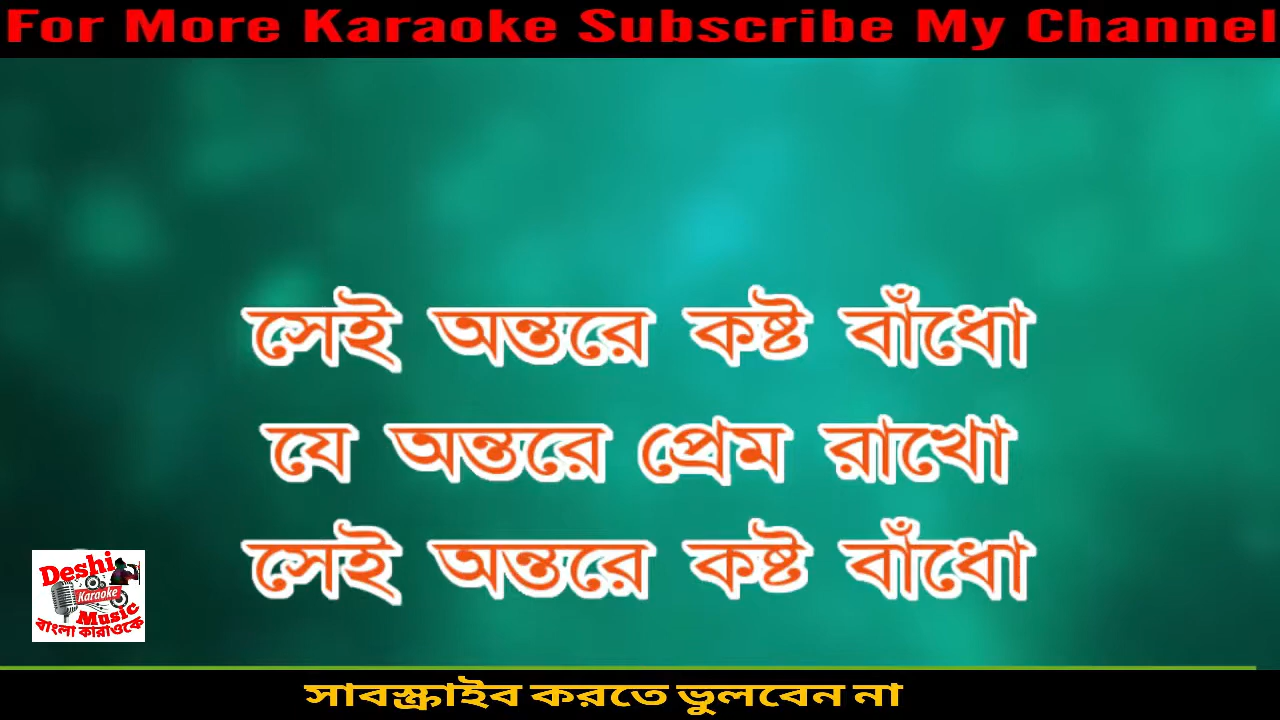 For More Karaoke Subscribe My Channel
সেই অন্তরে কষ্ট বাঁধো
যে অন্তরে প্রেম রাখো
সেই অন্তরে কষ্ট বাঁধো
Deshi
Karaoke
Music
বাংলা কারাওকে
সাবস্ক্রাইব করতে ভুলবেন না